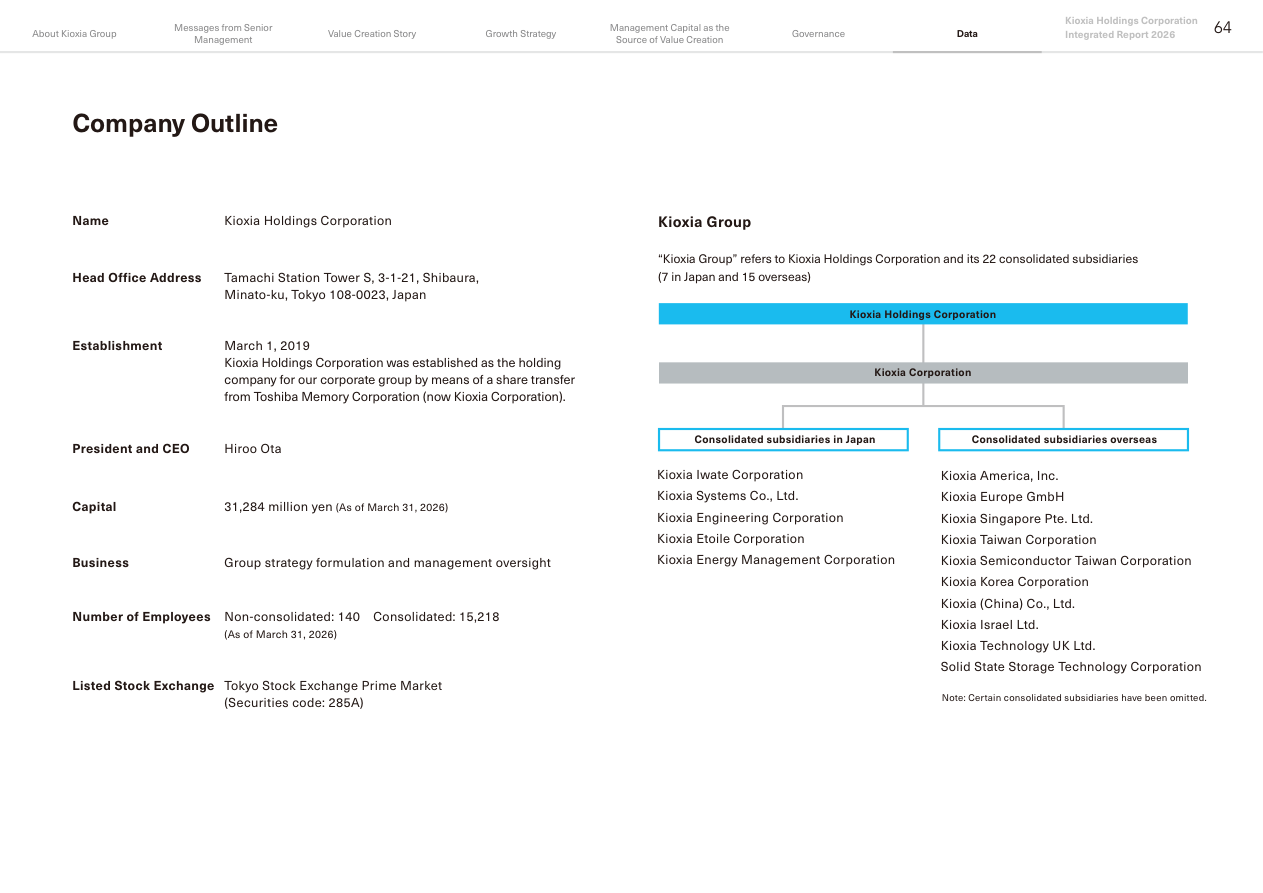 About Kioxia Group
Messages from Senior
Management
Value Creation Story
Growth Strategy
Management Capital as the
Source of Value Creation
Governance
Data
Kioxia Holdings Corporation
Integrated Report 2026
64
Company Outline
Name
Kioxia Holdings Corporation
Head Office Address
Tamachi Station Tower S, 3-1-21, Shibaura,
Minato-ku, Tokyo 108-0023, Japan
Establishment
March 1, 2019
Kioxia Holdings Corporation was established as the holding
company for our corporate group by means of a share transfer
from Toshiba Memory Corporation (now Kioxia Corporation).
President and CEO
Hiroo Ota
Capital
31,284 million yen (As of March 31, 2026)
Business
Group strategy formulation and management oversight
Number of Employees
Non-consolidated: 140 Consolidated: 15,218
(As of March 31, 2026)
Listed Stock Exchange
Tokyo Stock Exchange Prime Market
(Securities code: 285A)
Kioxia Group
“Kioxia Group” refers to Kioxia Holdings Corporation and its 22 consolidated subsidiaries
(7 in Japan and 15 overseas)
Kioxia Holdings Corporation
Kioxia Corporation
Consolidated subsidiaries in Japan
Kioxia Iwate Corporation
Kioxia Systems Co., Ltd.
Kioxia Engineering Corporation
Kioxia Etoile Corporation
Kioxia Energy Management Corporation
Consolidated subsidiaries overseas
Kioxia America, Inc.
Kioxia Europe GmbH
Kioxia Singapore Pte. Ltd.
Kioxia Taiwan Corporation
Kioxia Semiconductor Taiwan Corporation
Kioxia Korea Corporation
Kioxia (China) Co., Ltd.
Kioxia Israel Ltd.
Kioxia Technology UK Ltd.
Solid State Storage Technology Corporation
Note: Certain consolidated subsidiaries have been omitted.